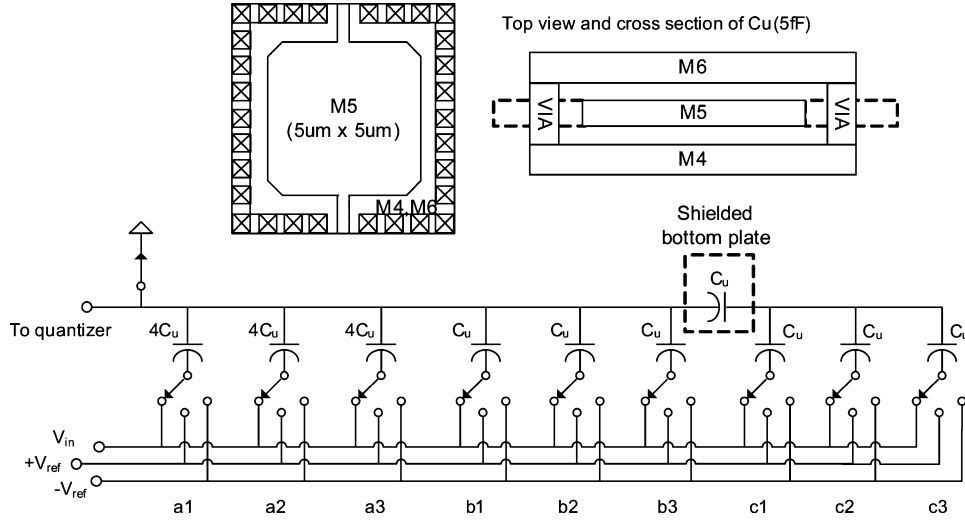 Top view and cross section of Cu(5fF)
M5
(5um x 5um)
M4,M6
M6
VIA M5 VIA
M4
Shielded
bottom plate
Cu
To quantizer
4Cu 4Cu 4Cu Cu Cu Cu Cu Cu Cu
Vin
+Vref
-Vref
a1 a2 a3 b1 b2 b3 c1 c2 c3